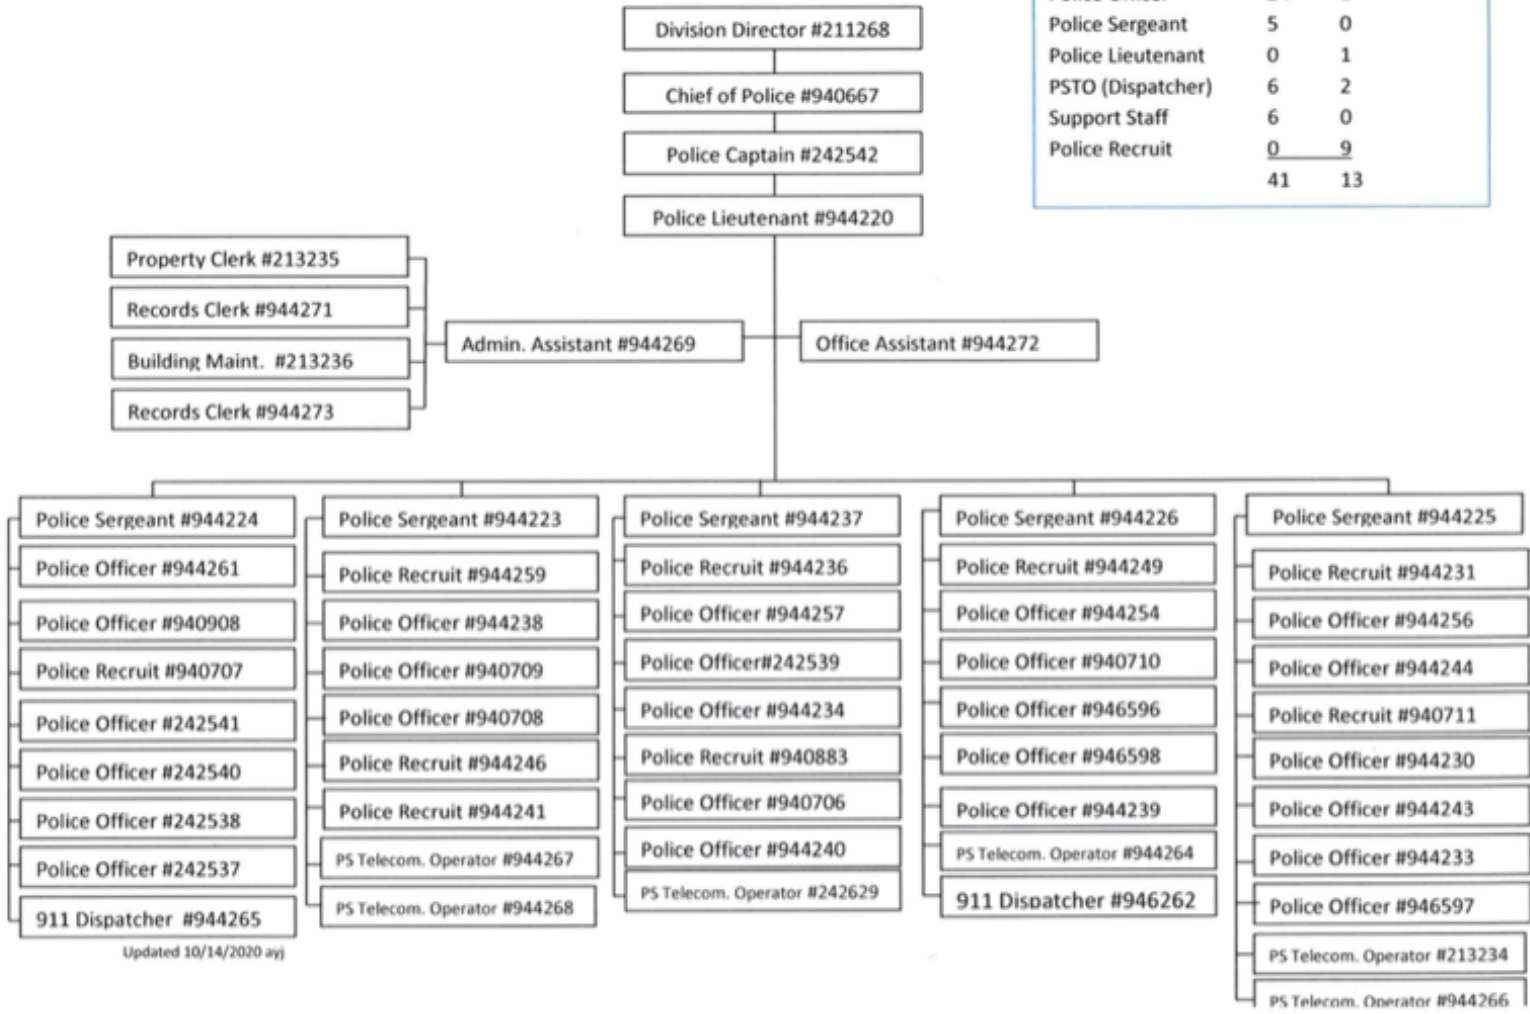 Division Director #211268
Chief of Police #940667
Police Captain #242542
Police Lieutenant #944220
Police Sergeant 5 0
Police Lieutenant 0 1
PSTO (Dispatcher) 6 2
Support Staff 6 0
Police Recruit 0 9
41 13
Property Clerk #213235
Records Clerk #944271
Building Maint. #213236
Records Clerk #944273
Admin. Assistant #944269
Office Assistant #944272
Police Sergeant #944224
Police Officer #944261
Police Officer #940908
Police Recruit #940707
Police Officer #242541
Police Officer #242540
Police Officer #242538
Police Officer #242537
911 Dispatcher #944265
Updated 10/14/2020 ayj
Police Sergeant #944223
Police Recruit #944259
Police Officer #944238
Police Officer #940709
Police Officer #940708
Police Recruit #944246
Police Recruit #944241
PS Telecom. Operator #944267
PS Telecom. Operator #944268
Police Sergeant #944237
Police Recruit #944236
Police Officer #944257
Police Officer#242539
Police Officer #944234
Police Recruit #940883
Police Officer #940706
Police Officer #944240
PS Telecom. Operator #242629
Police Sergeant #944226
Police Recruit #944249
Police Officer #944254
Police Officer #940710
Police Officer #946596
Police Officer #946598
Police Officer #944239
PS Telecom. Operator #944264
911 Dispatcher #946262
Police Sergeant #944225
Police Recruit #944231
Police Officer #944256
Police Officer #944244
Police Recruit #940711
Police Officer #944230
Police Officer #944243
Police Officer #944233
Police Officer #946597
PS Telecom. Operator #213234
PS Telecom. Operator #944266